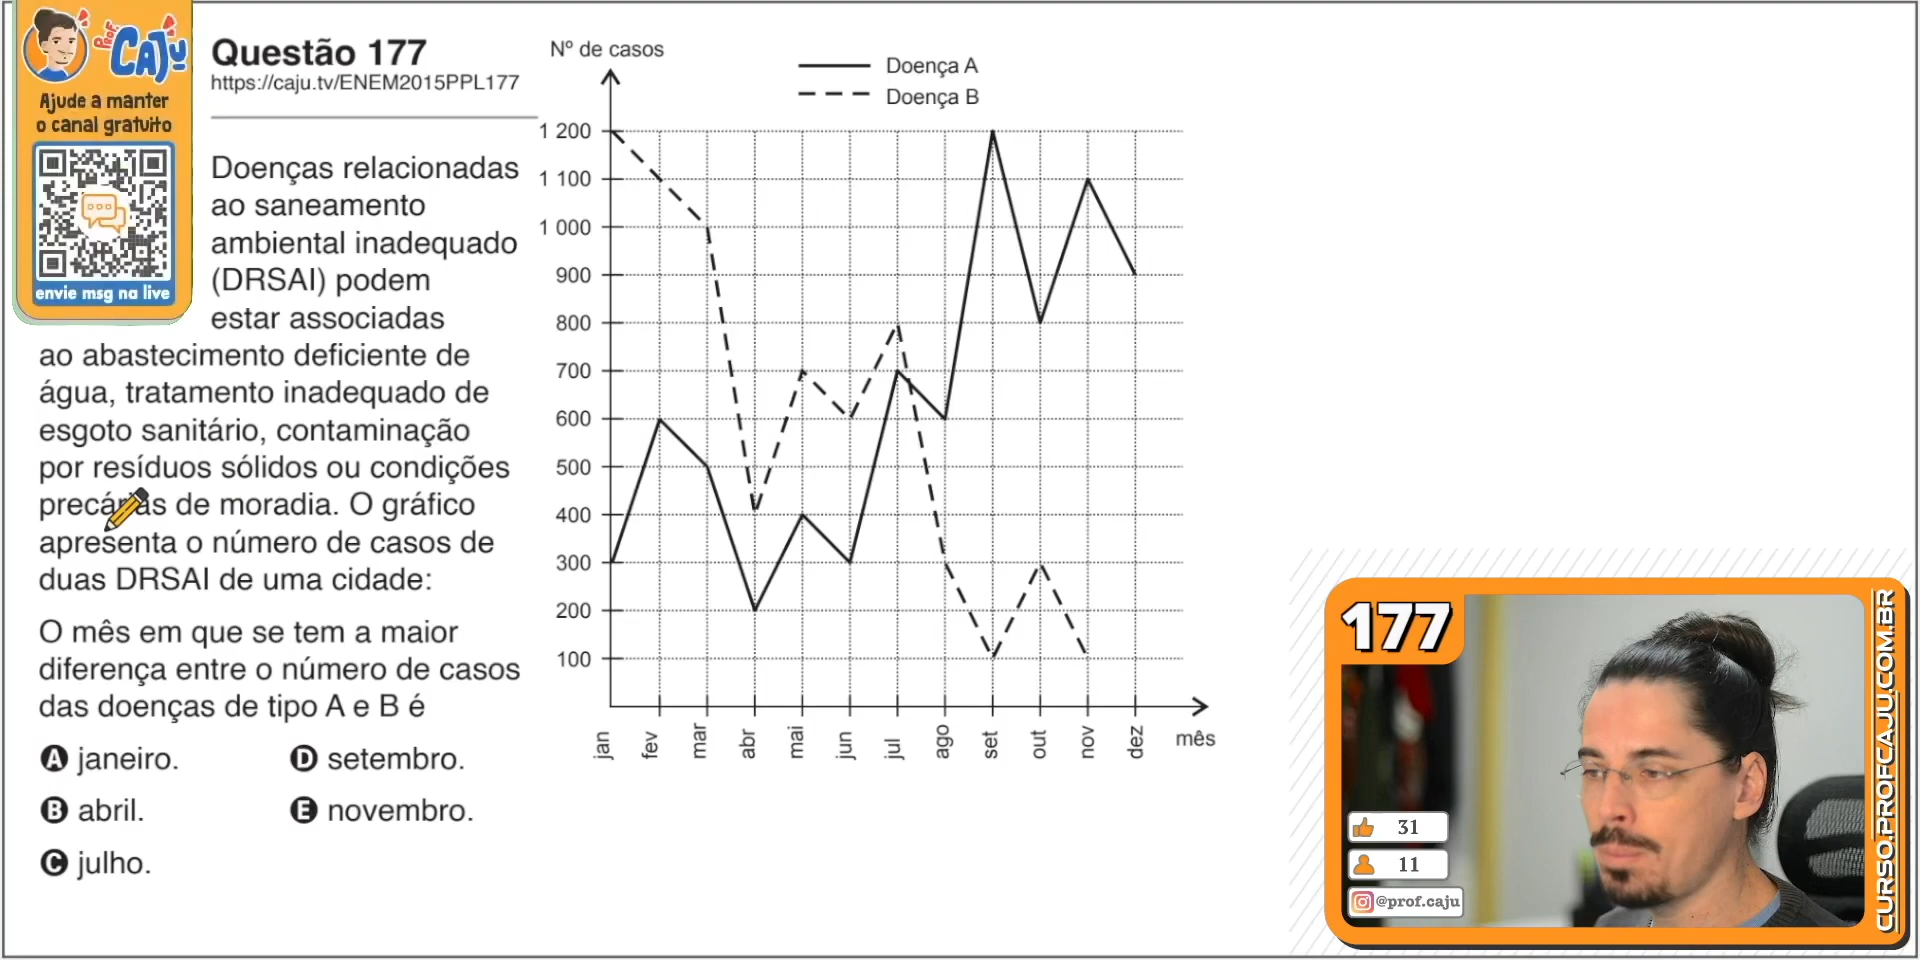 Prof. CAJu
Ajude a manter
o canal gratuito
envie msg na live
Questão 177
https://caju.tv/ENEM2015PPL177
Doenças relacionadas
ao saneamento
ambiental inadequado
(DRSAI) podem
estar associadas
ao abastecimento deficiente de
água, tratamento inadequado de
esgoto sanitário, contaminação
por resíduos sólidos ou condições
precárias de moradia. O gráfico
apresenta o número de casos de
duas DRSAI de uma cidade:
O mês em que se tem a maior
diferença entre o número de casos
das doenças de tipo A e B é
A janeiro.
B abril.
C julho.
D setembro.
E novembro.
Nº de casos
Doença A
Doença B
1 200
1 100
1 000
900
800
700
600
500
400
300
200
100
jan
fev
mar
abr
mai
jun
jul
ago
set
out
nov
dez
mês
177
31
11
@prof.caju
CURSO.PROFCAJU.COM.BR